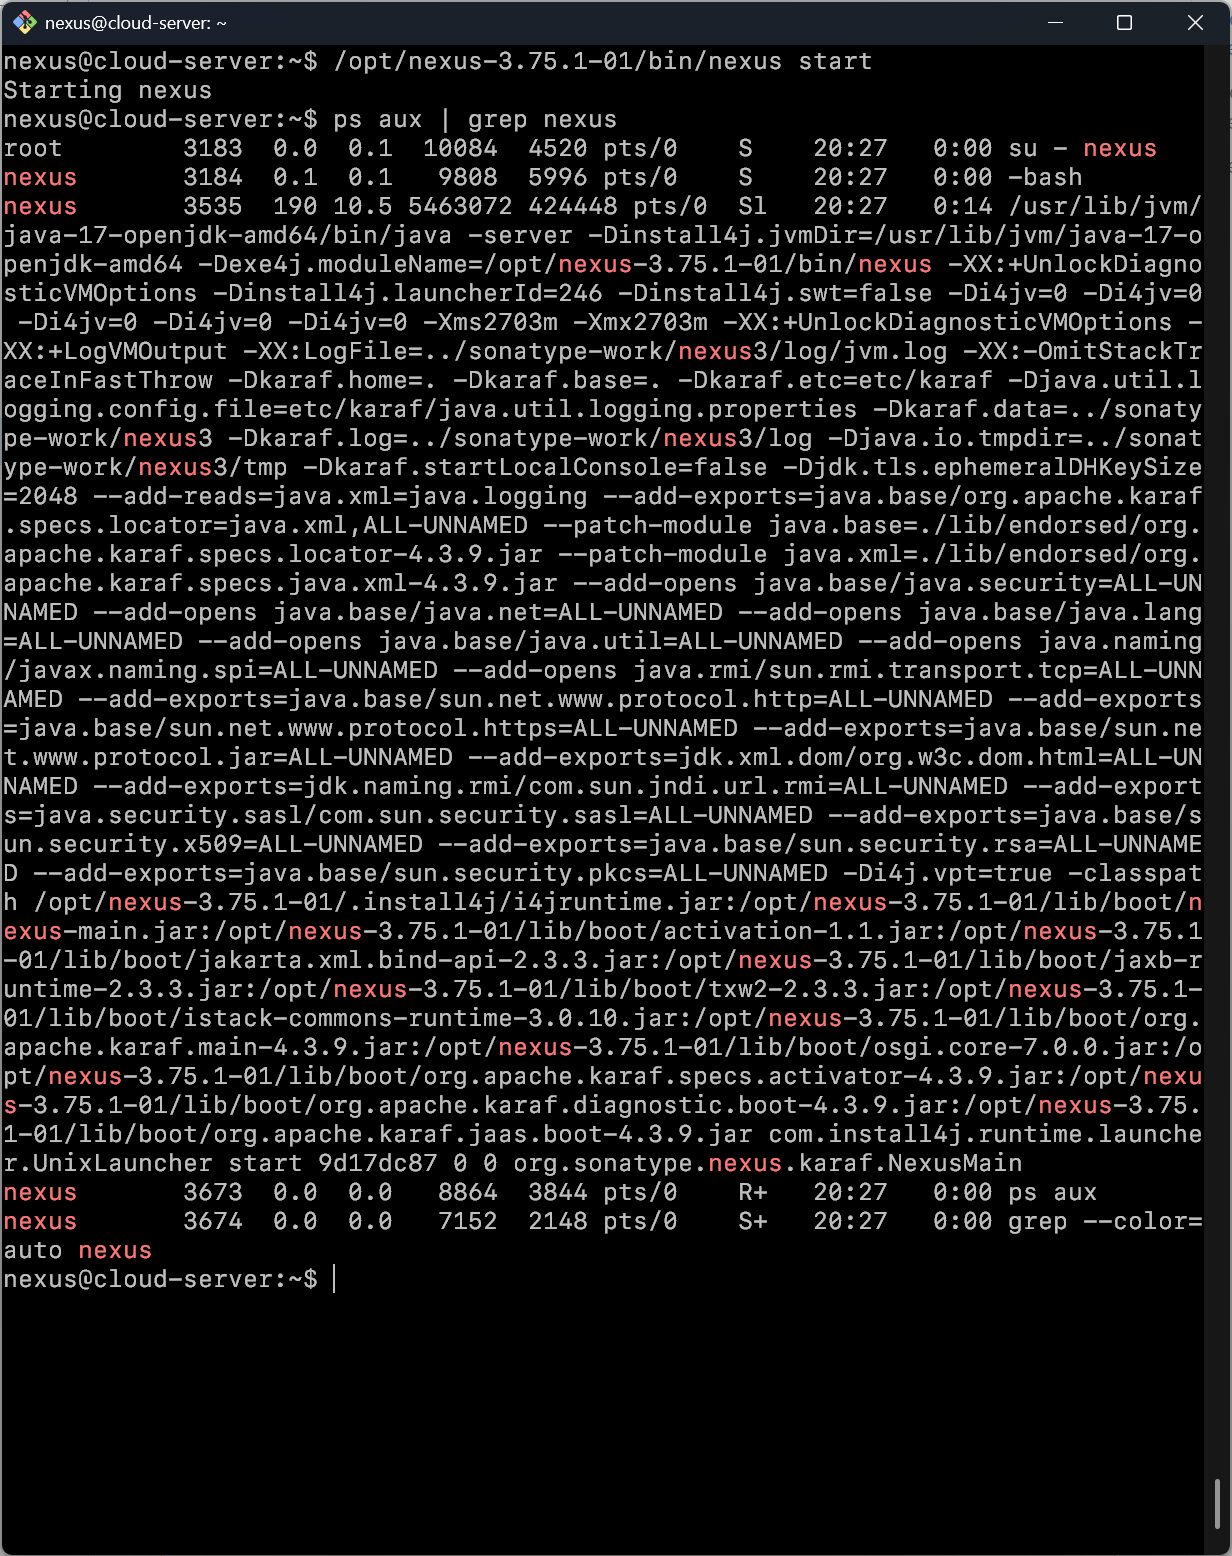 nexus@cloud-server: ~
nexus@cloud-server:~$ /opt/nexus-3.75.1-01/bin/nexus start
Starting nexus
nexus@cloud-server:~$ ps aux | grep nexus
root        3183  0.0  0.1  10084  4520 pts/0    S    20:27   0:00 su - nexus
nexus       3184  0.1  0.1   9808  5996 pts/0    S    20:27   0:00 -bash
nexus       3535  190 10.5 5463072 424448 pts/0  Sl   20:27   0:14 /usr/lib/jvm/
java-17-openjdk-amd64/bin/java -server -Dinstall4j.jvmDir=/usr/lib/jvm/java-17-o
penjdk-amd64 -Dexe4j.moduleName=/opt/nexus-3.75.1-01/bin/nexus -XX:+UnlockDiagno
sticVMOptions -Dinstall4j.launcherId=246 -Dinstall4j.swt=false -Di4jv=0 -Di4jv=0
 -Di4jv=0 -Di4jv=0 -Di4jv=0 -Xms2703m -Xmx2703m -XX:+UnlockDiagnosticVMOptions -
XX:+LogVMOutput -XX:LogFile=../sonatype-work/nexus3/log/jvm.log -XX:-OmitStackTr
aceInFastThrow -Dkaraf.home=. -Dkaraf.base=. -Dkaraf.etc=etc/karaf -Djava.util.l
ogging.config.file=etc/karaf/java.util.logging.properties -Dkaraf.data=../sonaty
pe-work/nexus3 -Dkaraf.log=../sonatype-work/nexus3/log -Djava.io.tmpdir=../sonat
ype-work/nexus3/tmp -Dkaraf.startLocalConsole=false -Djdk.tls.ephemeralDHKeySize
=2048 --add-reads=java.xml=java.logging --add-exports=java.base/org.apache.karaf
.specs.locator=java.xml,ALL-UNNAMED --patch-module java.base=./lib/endorsed/org.
apache.karaf.specs.locator-4.3.9.jar --patch-module java.xml=./lib/endorsed/org.
apache.karaf.specs.java.xml-4.3.9.jar --add-opens java.base/java.security=ALL-UN
NAMED --add-opens java.base/java.net=ALL-UNNAMED --add-opens java.base/java.lang
=ALL-UNNAMED --add-opens java.base/java.util=ALL-UNNAMED --add-opens java.naming
/javax.naming.spi=ALL-UNNAMED --add-opens java.rmi/sun.rmi.transport.tcp=ALL-UNN
AMED --add-exports=java.base/sun.net.www.protocol.http=ALL-UNNAMED --add-exports
=java.base/sun.net.www.protocol.https=ALL-UNNAMED --add-exports=java.base/sun.ne
t.www.protocol.jar=ALL-UNNAMED --add-exports=jdk.xml.dom/org.w3c.dom.html=ALL-UN
NAMED --add-exports=jdk.naming.rmi/com.sun.jndi.url.rmi=ALL-UNNAMED --add-export
s=java.security.sasl/com.sun.security.sasl=ALL-UNNAMED --add-exports=java.base/s
un.security.x509=ALL-UNNAMED --add-exports=java.base/sun.security.rsa=ALL-UNNAME
D --add-exports=java.base/sun.security.pkcs=ALL-UNNAMED -Di4j.vpt=true -classpat
h /opt/nexus-3.75.1-01/.install4j/i4jruntime.jar:/opt/nexus-3.75.1-01/lib/boot/n
exus-main.jar:/opt/nexus-3.75.1-01/lib/boot/activation-1.1.jar:/opt/nexus-3.75.1
-01/lib/boot/jakarta.xml.bind-api-2.3.3.jar:/opt/nexus-3.75.1-01/lib/boot/jaxb-r
untime-2.3.3.jar:/opt/nexus-3.75.1-01/lib/boot/txw2-2.3.3.jar:/opt/nexus-3.75.1-
01/lib/boot/istack-commons-runtime-3.0.10.jar:/opt/nexus-3.75.1-01/lib/boot/org.
apache.karaf.main-4.3.9.jar:/opt/nexus-3.75.1-01/lib/boot/osgi.core-7.0.0.jar:/o
pt/nexus-3.75.1-01/lib/boot/org.apache.karaf.specs.activator-4.3.9.jar:/opt/nexu
s-3.75.1-01/lib/boot/org.apache.karaf.diagnostic.boot-4.3.9.jar:/opt/nexus-3.75.
1-01/lib/boot/org.apache.karaf.jaas.boot-4.3.9.jar com.install4j.runtime.launche
r.UnixLauncher start 9d17dc87 0 0 org.sonatype.nexus.karaf.NexusMain
nexus       3673  0.0  0.0   8864  3844 pts/0    R+   20:27   0:00 ps aux
nexus       3674  0.0  0.0   7152  2148 pts/0    S+   20:27   0:00 grep --color=
auto nexus
nexus@cloud-server:~$